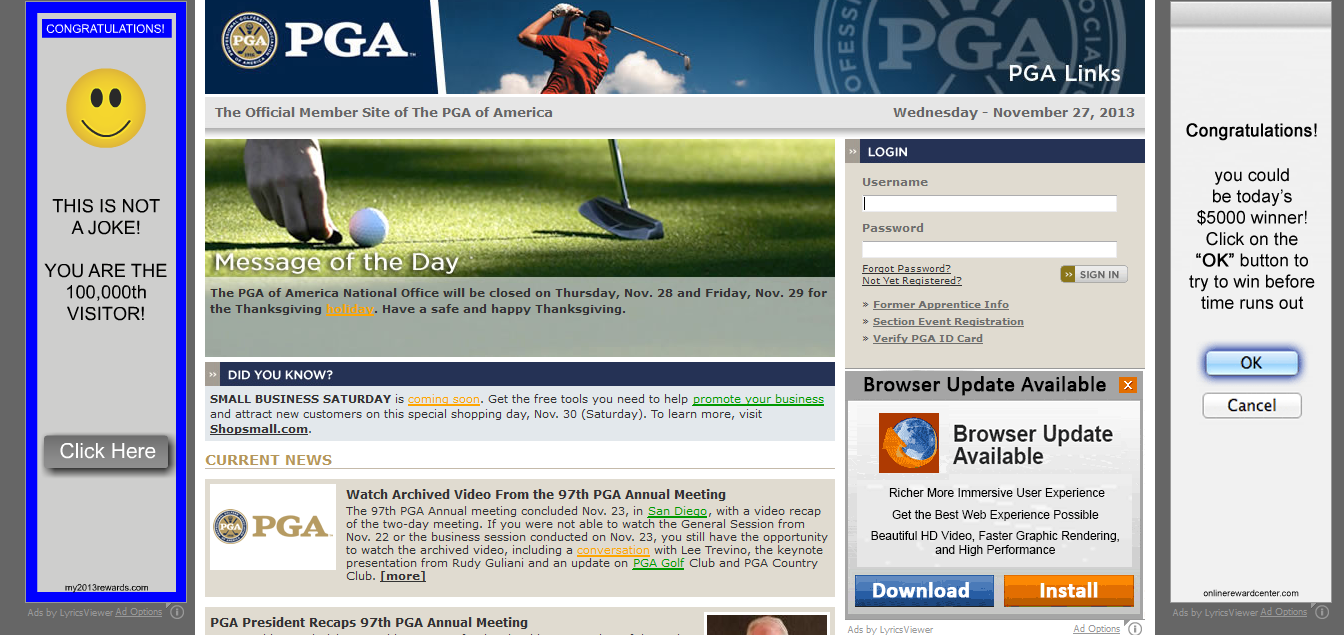 CONGRATULATIONS!
THIS IS NOT
A JOKE!
YOU ARE THE
100,000th
VISITOR!
Click Here
my2013rewards.com
Ads by LyricsViewer Ad Options
PGA
PGA
PGA Links
The Official Member Site of The PGA of America
Wednesday - November 27, 2013
Message of the Day
The PGA of America National Office will be closed on Thursday, Nov. 28 and Friday, Nov. 29 for
the Thanksgiving holiday. Have a safe and happy Thanksgiving.
» DID YOU KNOW?
SMALL BUSINESS SATURDAY is coming soon. Get the free tools you need to help promote your business
and attract new customers on this special shopping day, Nov. 30 (Saturday). To learn more, visit
Shopsmall.com.
CURRENT NEWS
PGA
PGA
Watch Archived Video From the 97th PGA Annual Meeting
The 97th PGA Annual meeting concluded Nov. 23, in San Diego, with a video recap
of the two-day meeting. If you were not able to watch the General Session from
Nov. 22 or the business session conducted on Nov. 23, you still have the opportunity
to watch the archived video, including a conversation with Lee Trevino, the keynote
presentation from Rudy Guliani and an update on PGA Golf Club and PGA Country
Club. [more]
PGA President Recaps 97th PGA Annual Meeting
» LOGIN
Username
Password
Forgot Password?
Not Yet Registered?
» SIGN IN
» Former Apprentice Info
» Section Event Registration
» Verify PGA ID Card
Browser Update Available x
Browser Update
Available
Richer More Immersive User Experience
Get the Best Web Experience Possible
Beautiful HD Video, Faster Graphic Rendering,
and High Performance
Download
Install
Ads by LyricsViewer
Ad Options
Congratulations!
you could
be today's
$5000 winner!
Click on the
“OK” button to
try to win before
time runs out
OK
Cancel
onlinerewardcenter.com
Ads by LyricsViewer Ad Options